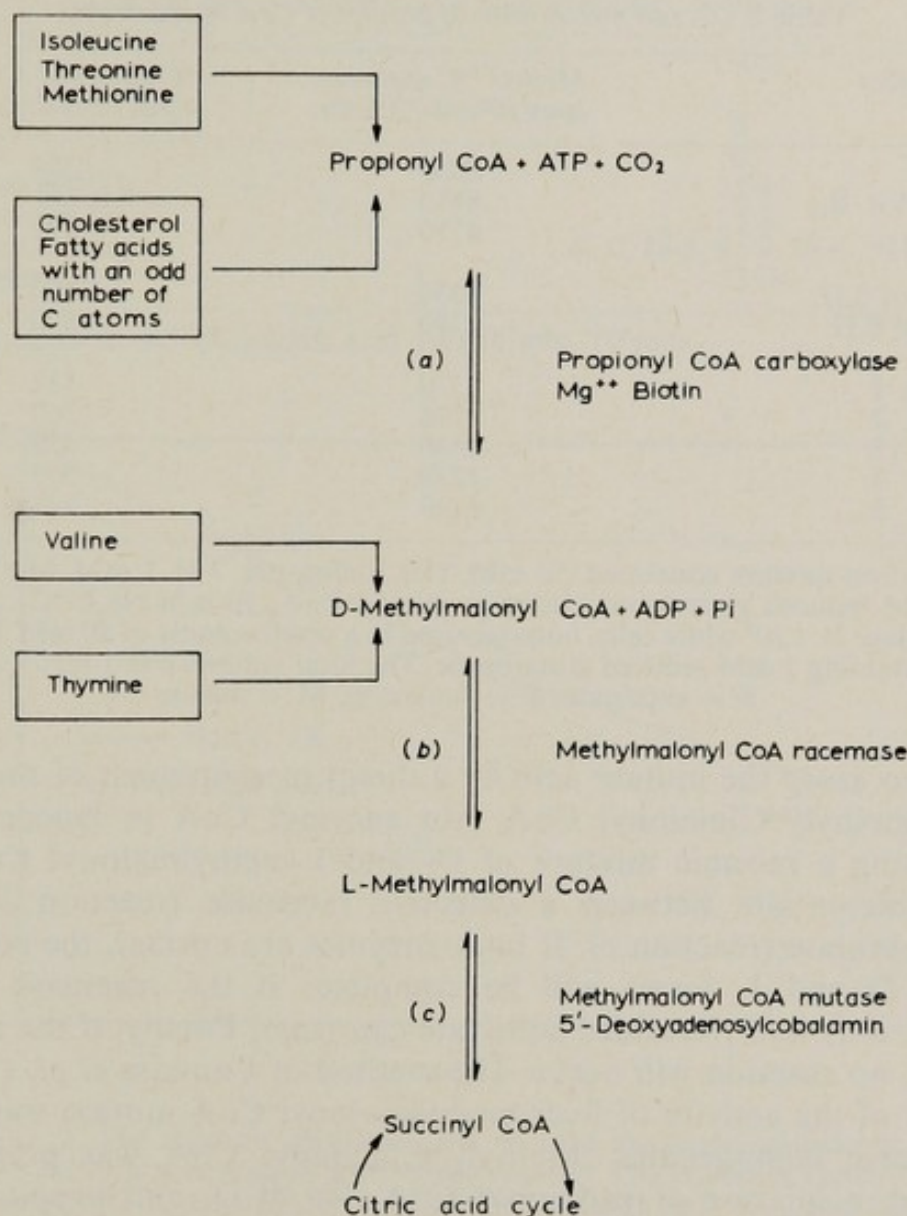 Isoleucine
Threonine
Methionine
Propionyl CoA + ATP + CO₂
Cholesterol
Fatty acids
with an odd
number of
C atoms
(a)
Propionyl CoA carboxylase
Mg⁺⁺ Biotin
Valine
D-Methylmalonyl CoA + ADP + Pi
Thymine
(b)
Methylmalonyl CoA racemase
L-Methylmalonyl CoA
(c)
Methylmalonyl CoA mutase
5'-Deoxyadenosylcobalamin
Succinyl CoA
Citric acid cycle